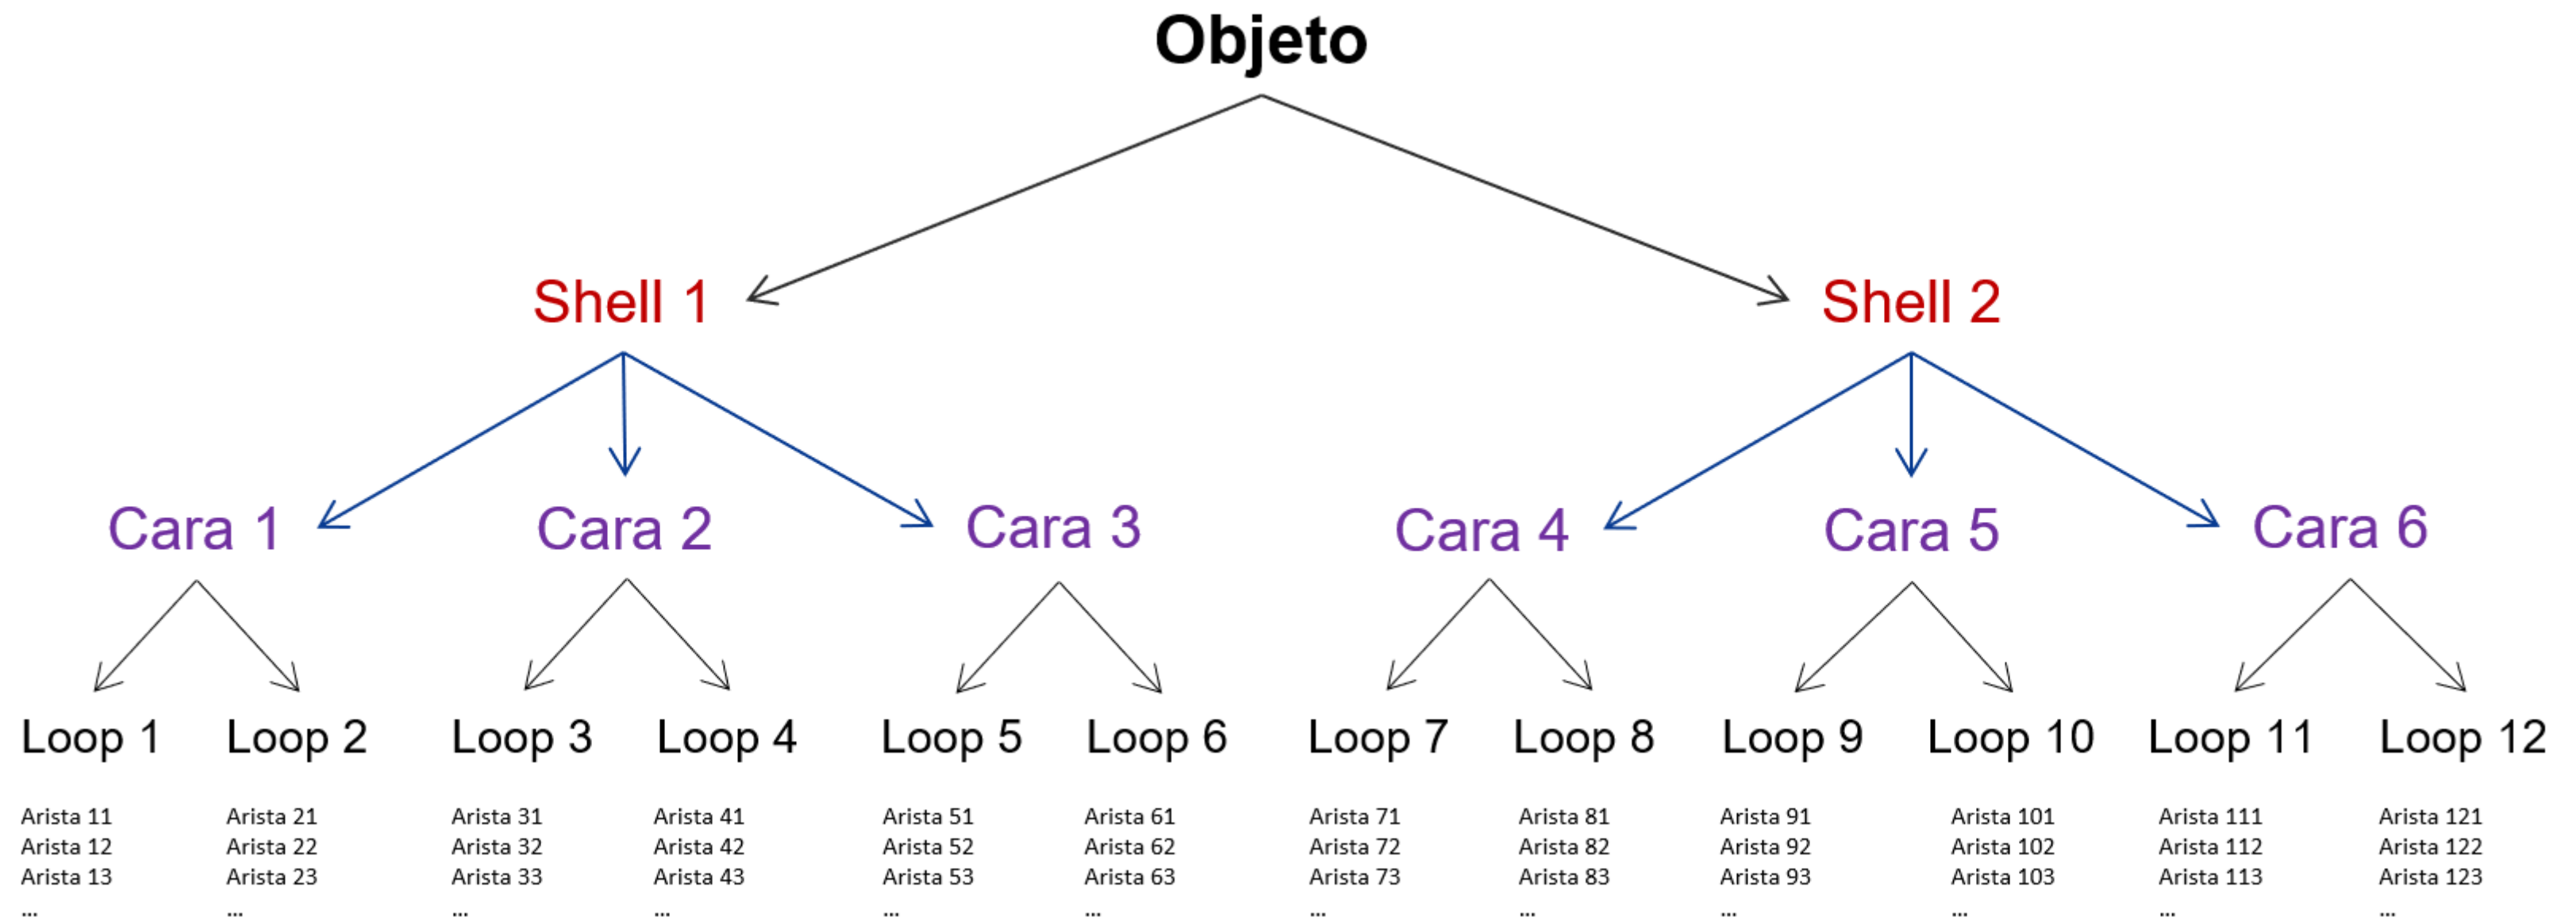 Objeto
Shell 1 Shell 2
Cara 1 Cara 2 Cara 3 Cara 4 Cara 5 Cara 6
Loop 1 Loop 2 Loop 3 Loop 4 Loop 5 Loop 6 Loop 7 Loop 8 Loop 9 Loop 10 Loop 11 Loop 12
Arista 11 Arista 21 Arista 31 Arista 41 Arista 51 Arista 61 Arista 71 Arista 81 Arista 91 Arista 101 Arista 111 Arista 121
Arista 12 Arista 22 Arista 32 Arista 42 Arista 52 Arista 62 Arista 72 Arista 82 Arista 92 Arista 102 Arista 112 Arista 122
Arista 13 Arista 23 Arista 33 Arista 43 Arista 53 Arista 63 Arista 73 Arista 83 Arista 93 Arista 103 Arista 113 Arista 123
... ... ... ... ... ... ... ... ... ... ... ...